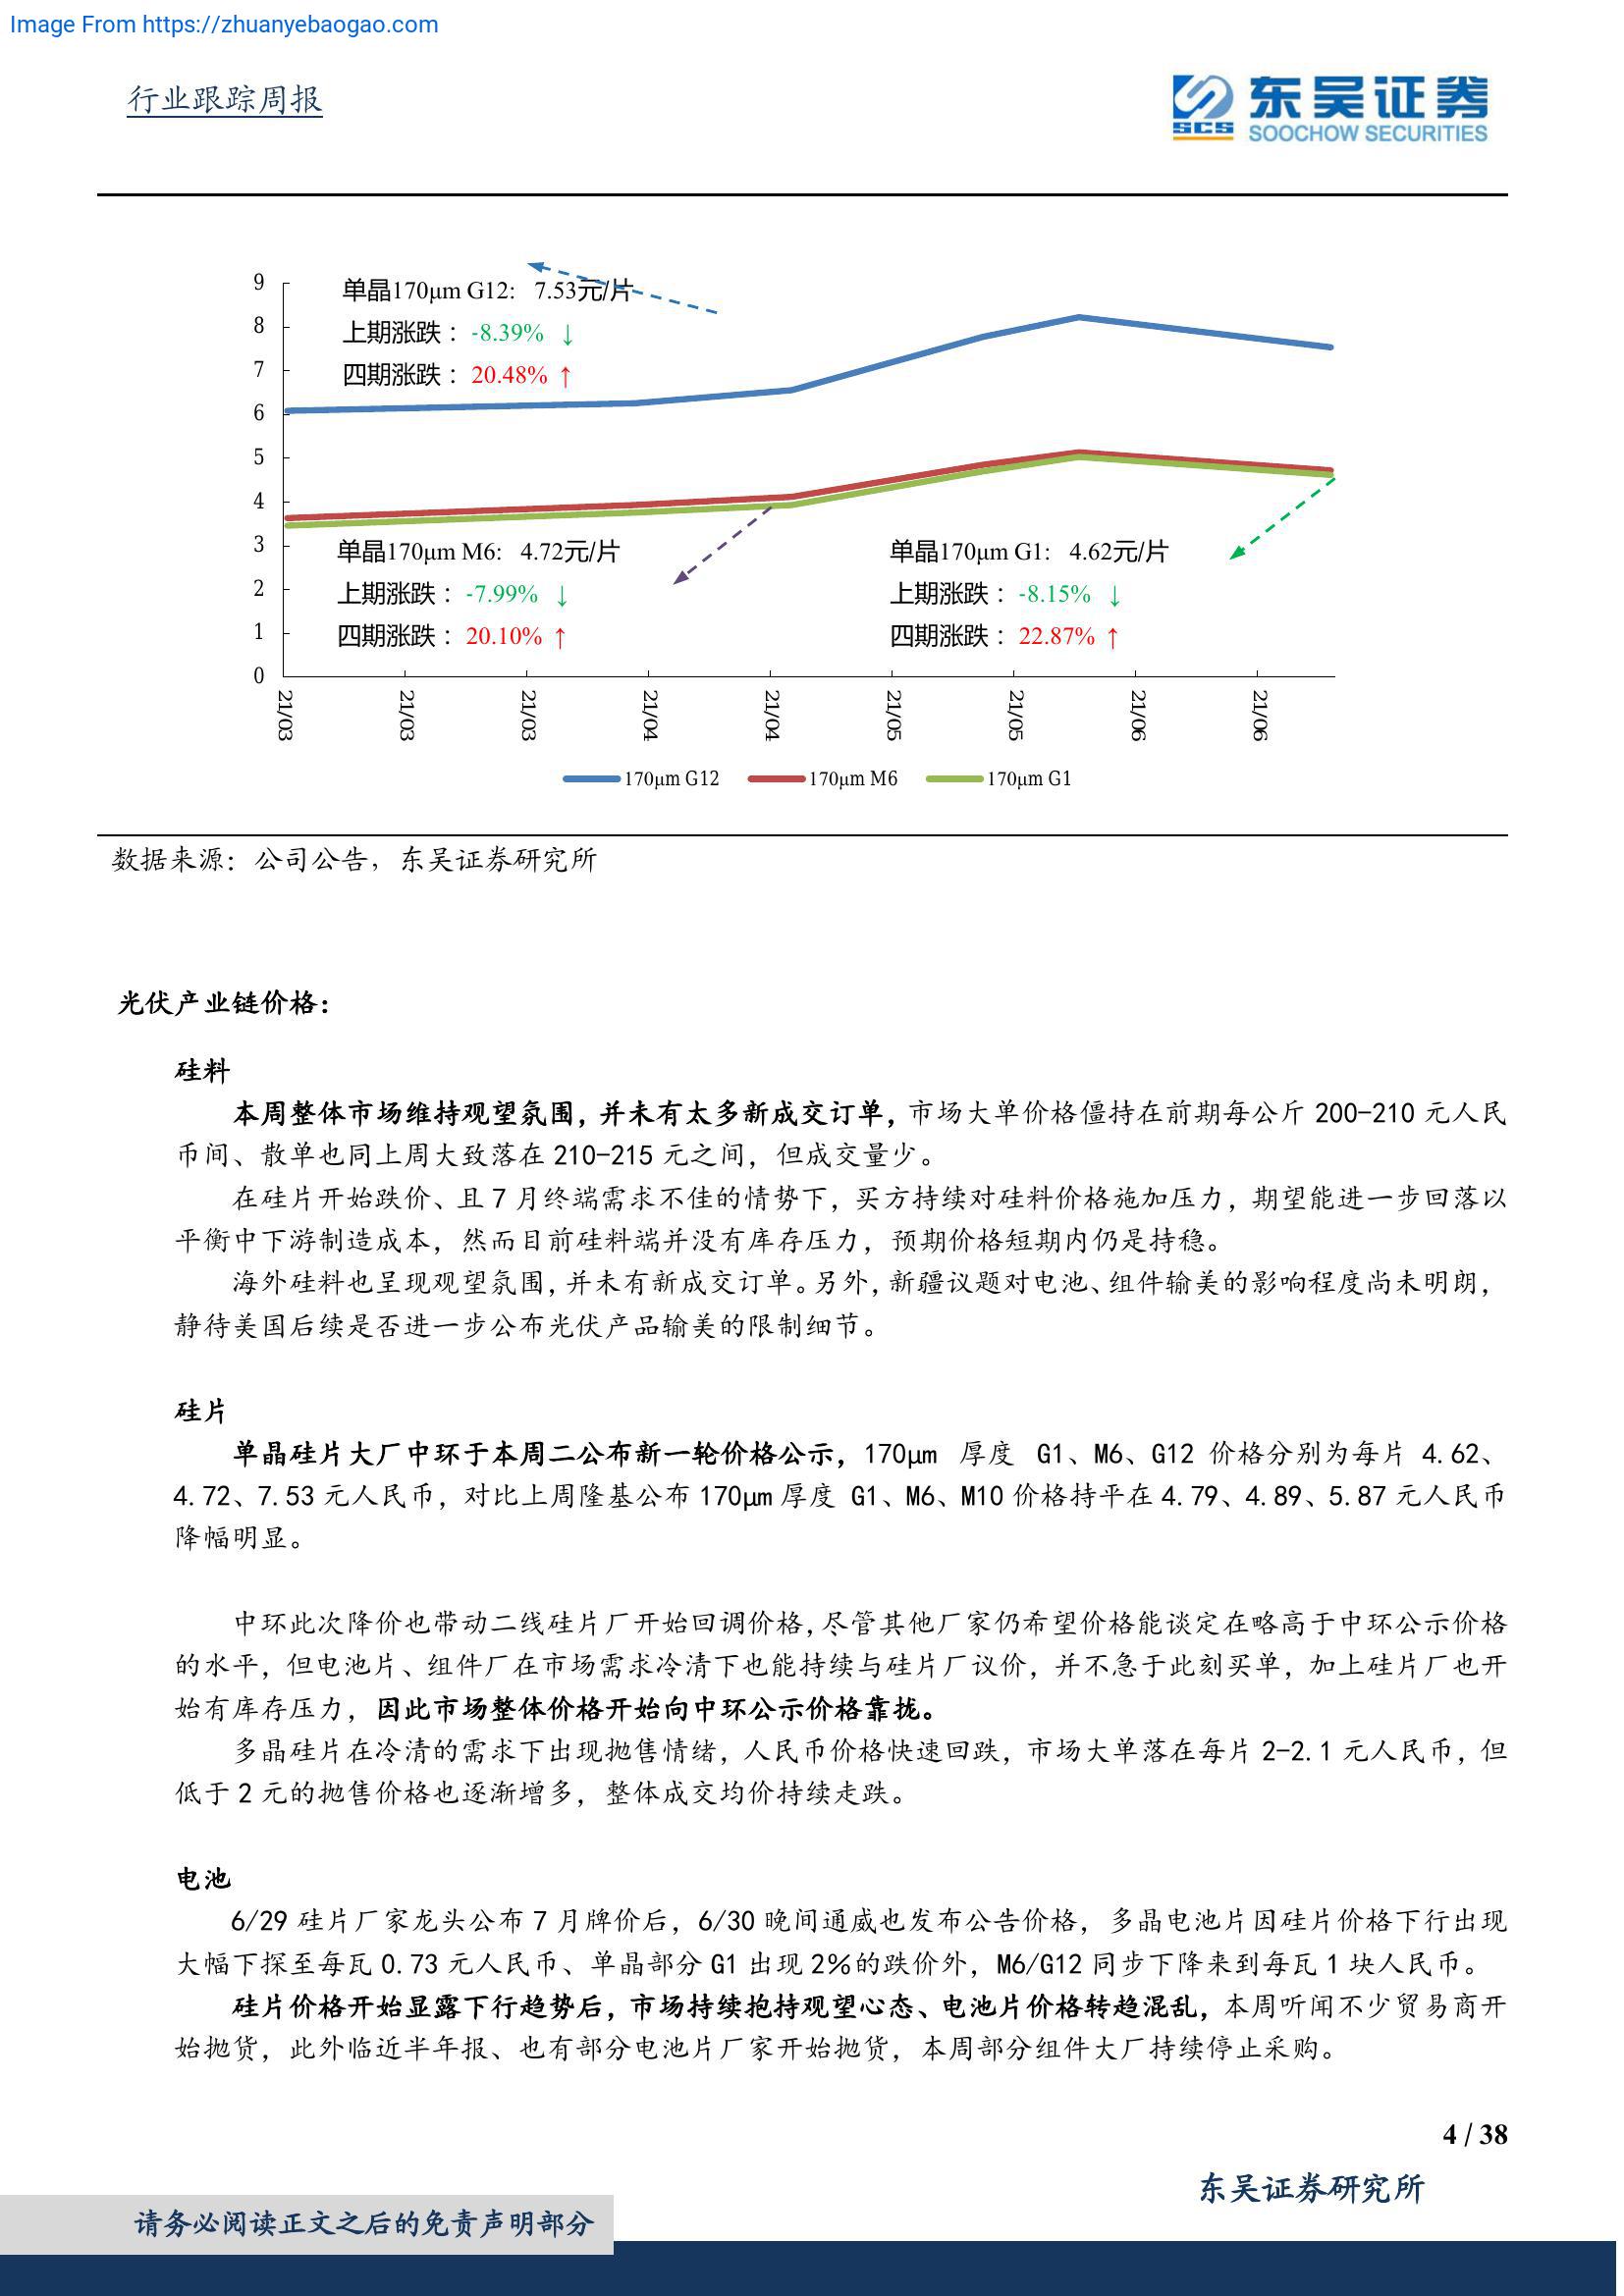 Image From https://zhuanyebaogao.com
行业跟踪周报
SCS 东吴证券
SOOCHOW SECURITIES
9
8
7
6
5
4
3
2
1
0
单晶170μm G12: 7.53元/片
上期涨跌： -8.39% ↓
四期涨跌： 20.48% ↑
单晶170μm M6: 4.72元/片
上期涨跌： -7.99% ↓
四期涨跌： 20.10% ↑
单晶170μm G1: 4.62元/片
上期涨跌： -8.15% ↓
四期涨跌： 22.87% ↑
21/03 21/03 21/03 21/04 21/04 21/05 21/05 21/06 21/06
170μm G12 170μm M6 170μm G1
数据来源：公司公告，东吴证券研究所
光伏产业链价格：
硅料
本周整体市场维持观望氛围，并未有太多新成交订单，市场大单价格僵持在前期每公斤 200-210 元人民
币间、散单也同上周大致落在 210-215 元之间，但成交量少。
在硅片开始跌价、且 7 月终端需求不佳的情势下，买方持续对硅料价格施加压力，期望能进一步回落以
平衡中下游制造成本，然而目前硅料端并没有库存压力，预期价格短期内仍是持稳。
海外硅料也呈现观望氛围，并未有新成交订单。另外，新疆议题对电池、组件输美的影响程度尚未明朗，
静待美国后续是否进一步公布光伏产品输美的限制细节。
硅片
单晶硅片大厂中环于本周二公布新一轮价格公示，170μm 厚度 G1、M6、G12 价格分别为每片 4.62、
4.72、7.53 元人民币，对比上周隆基公布 170μm 厚度 G1、M6、M10 价格持平在 4.79、4.89、5.87 元人民币
降幅明显。
中环此次降价也带动二线硅片厂开始回调价格，尽管其他厂家仍希望价格能谈定在略高于中环公示价格
的水平，但电池片、组件厂在市场需求冷清下也能持续与硅片厂议价，并不急于此刻买单，加上硅片厂也开
始有库存压力，因此市场整体价格开始向中环公示价格靠拢。
多晶硅片在冷清的需求下出现抛售情绪，人民币价格快速回跌，市场大单落在每片 2-2.1 元人民币，但
低于 2 元的抛售价格也逐渐增多，整体成交均价持续走跌。
电池
6/29 硅片厂家龙头公布 7 月牌价后，6/30 晚间通威也发布公告价格，多晶电池片因硅片价格下行出现
大幅下探至每瓦 0.73 元人民币、单晶部分 G1 出现 2%的跌价外，M6/G12 同步下降来到每瓦 1 块人民币。
硅片价格开始显露下行趋势后，市场持续抱持观望心态、电池片价格转趋混乱，本周听闻不少贸易商开
始抛货，此外临近半年报、也有部分电池片厂家开始抛货，本周部分组件大厂持续停止采购。
4 / 38
东吴证券研究所
请务必阅读正文之后的免责声明部分